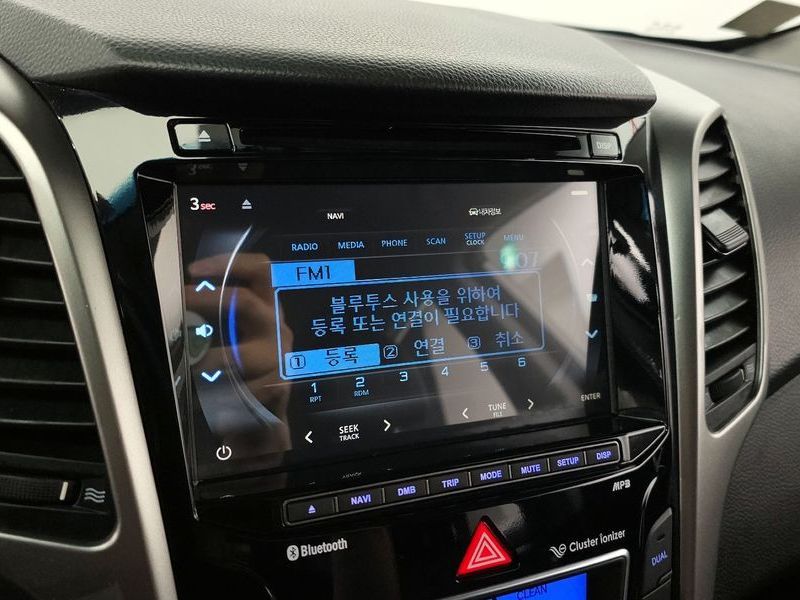 DISP
3 SEC
NAVI
내차정보
RADIO MEDIA PHONE SCAN SETUP CLOCK MENU
FM1
블루투스 사용을 위하여
등록 또는 연결이 필요합니다
1 등록 2 연결 3 취소
1 2 3 4 5 6
RPT RDM
ENTER
SEEK TRACK
TUNE FILE
NAVI DMB TRIP MODE MUTE SETUP DISP
MP3
Bluetooth
Cluster Ionizer
DUAL
CLEAN